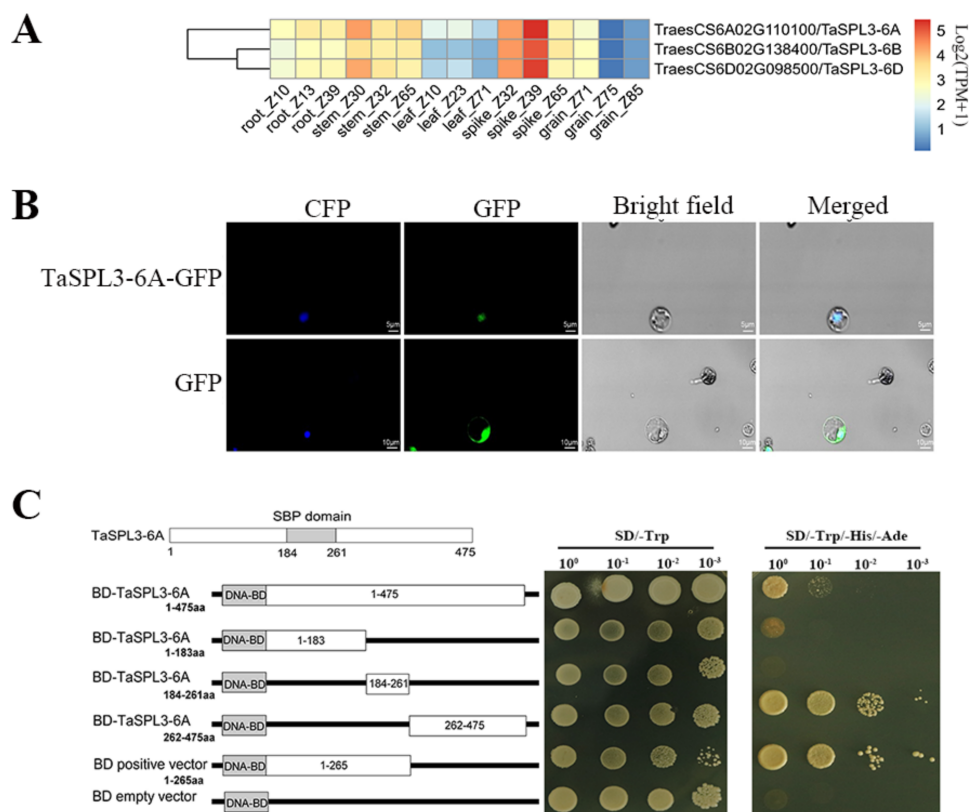 A
TraesCS6A02G110100/TaSPL3-6A
TraesCS6B02G138400/TaSPL3-6B
TraesCS6D02G098500/TaSPL3-6D
root_Z10 root_Z13 root_Z39 stem_Z30 stem_Z32 stem_Z65 leaf_Z10 leaf_Z23 leaf_Z71 spike_Z32 spike_Z39 spike_Z65 grain_Z71 grain_Z75 grain_Z85
5
4
3
2
1
Log2(TPM+1)
B
CFP GFP Bright field Merged
TaSPL3-6A-GFP
5μm 5μm 5μm 5μm
GFP
10μm 10μm 10μm 10μm
C
SBP domain
TaSPL3-6A
1 184 261 475
SD/-Trp SD/-Trp/-His/-Ade
10⁰ 10⁻¹ 10⁻² 10⁻³ 10⁰ 10⁻¹ 10⁻² 10⁻³
BD-TaSPL3-6A DNA-BD 1-475
1-475aa
BD-TaSPL3-6A DNA-BD 1-183
1-183aa
BD-TaSPL3-6A DNA-BD 184-261
184-261aa
BD-TaSPL3-6A DNA-BD 262-475
262-475aa
BD positive vector DNA-BD 1-265
1-265aa
BD empty vector DNA-BD